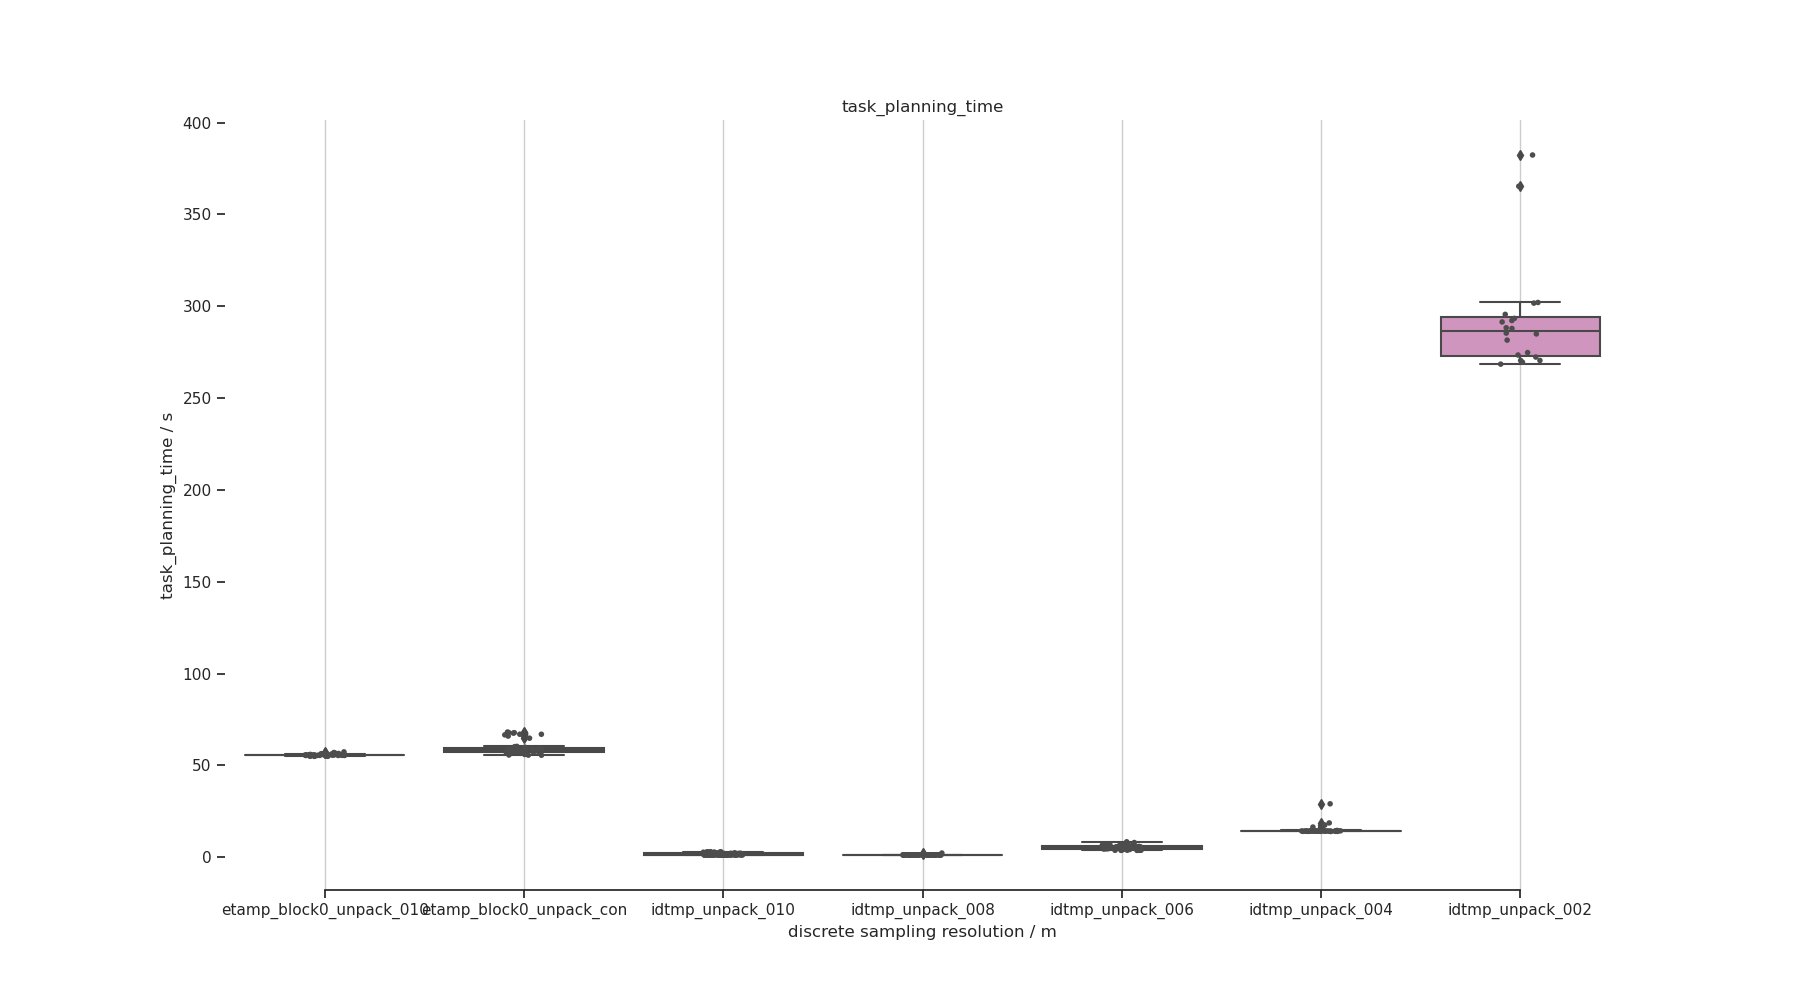 task_planning_time
400
350
300
250
200
150
100
50
0
task_planning_time / s
etamp_block0_unpack_010
etamp_block0_unpack_con
idtmp_unpack_010
idtmp_unpack_008
idtmp_unpack_006
idtmp_unpack_004
idtmp_unpack_002
discrete sampling resolution / m